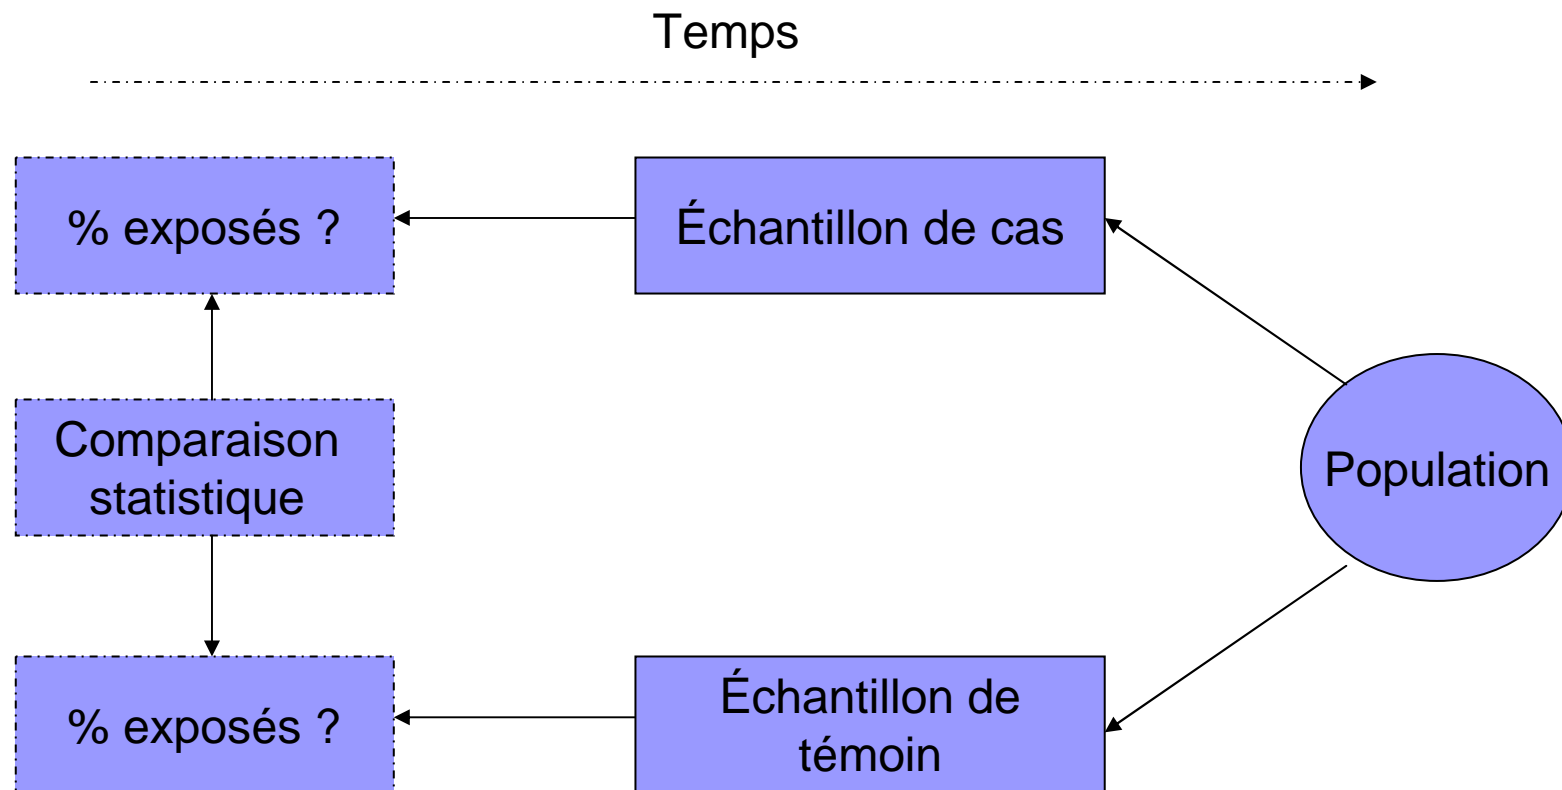 Temps
% exposés ?
Échantillon de cas
Comparaison
statistique
Population
% exposés ?
Échantillon de
témoin